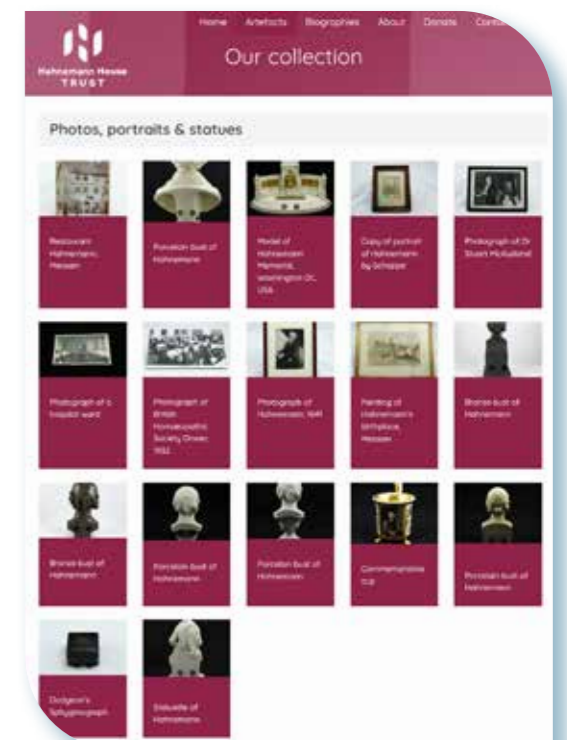 Home Artefacts Biographies About Donate
Hahnemann House
TRUST
Our collection
Photos, portraits & statues
Restaurant
Hahnemann,
Meissen
Porcelain bust of
Hahnemann
Model of
Hahnemann
Memorial,
Washington DC,
USA
Copy of portrait
of Hahnemann
by Schoppe
Photograph of Dr
Stuart McAusland
Photograph of a
hospital ward
Photograph of
British
Homoeopathic
Society Dinner,
Photograph of
Hahnemann, 1841
Painting of
Hahnemann's
birthplace,
Meissen
Bronze bust of
Hahnemann
Bronze bust of
Hahnemann
Porcelain bust of
Hahnemann
Porcelain bust of
Hahnemann
Commemorative
cup
Porcelain bust of
Hahnemann
Dudgeon's
Sphygmograph
Statuette of
Hahnemann